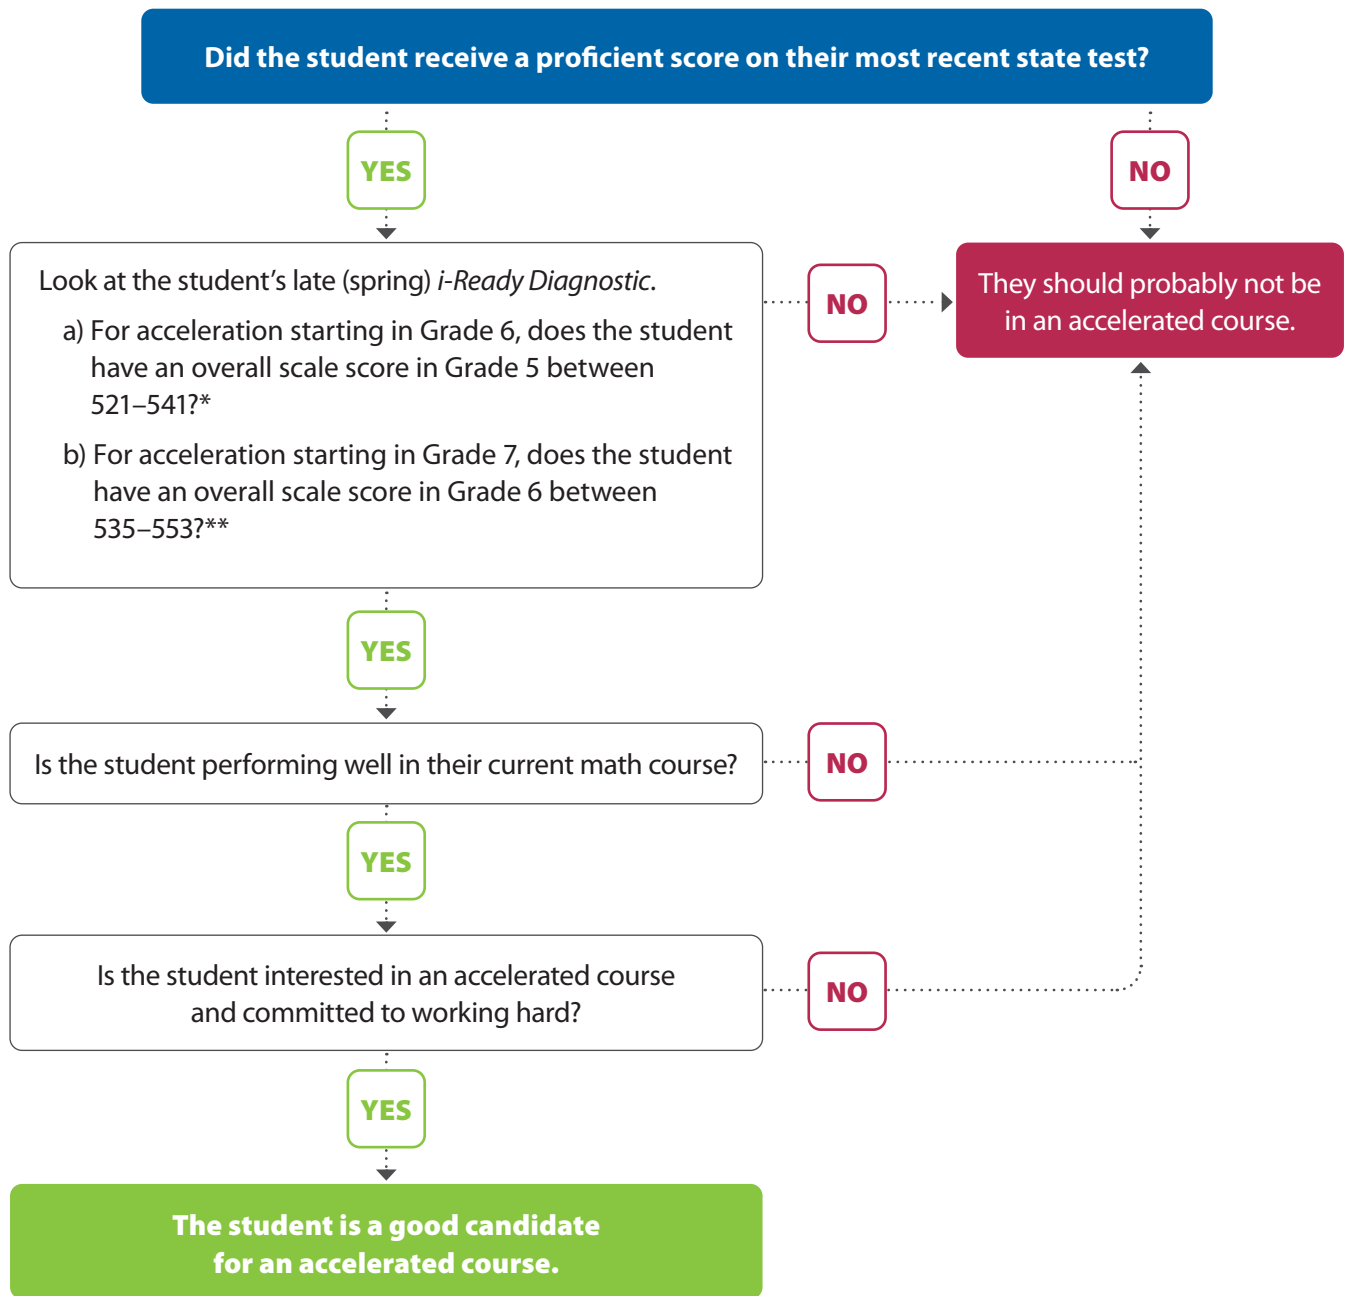 Did the student receive a proficient score on their most recent state test?
YES
NO
Look at the student’s late (spring) i-Ready Diagnostic.
a) For acceleration starting in Grade 6, does the student
have an overall scale score in Grade 5 between
521–541?*
b) For acceleration starting in Grade 7, does the student
have an overall scale score in Grade 6 between
535–553?**
NO
They should probably not be
in an accelerated course.
YES
Is the student performing well in their current math course?
NO
YES
Is the student interested in an accelerated course
and committed to working hard?
NO
YES
The student is a good candidate
for an accelerated course.